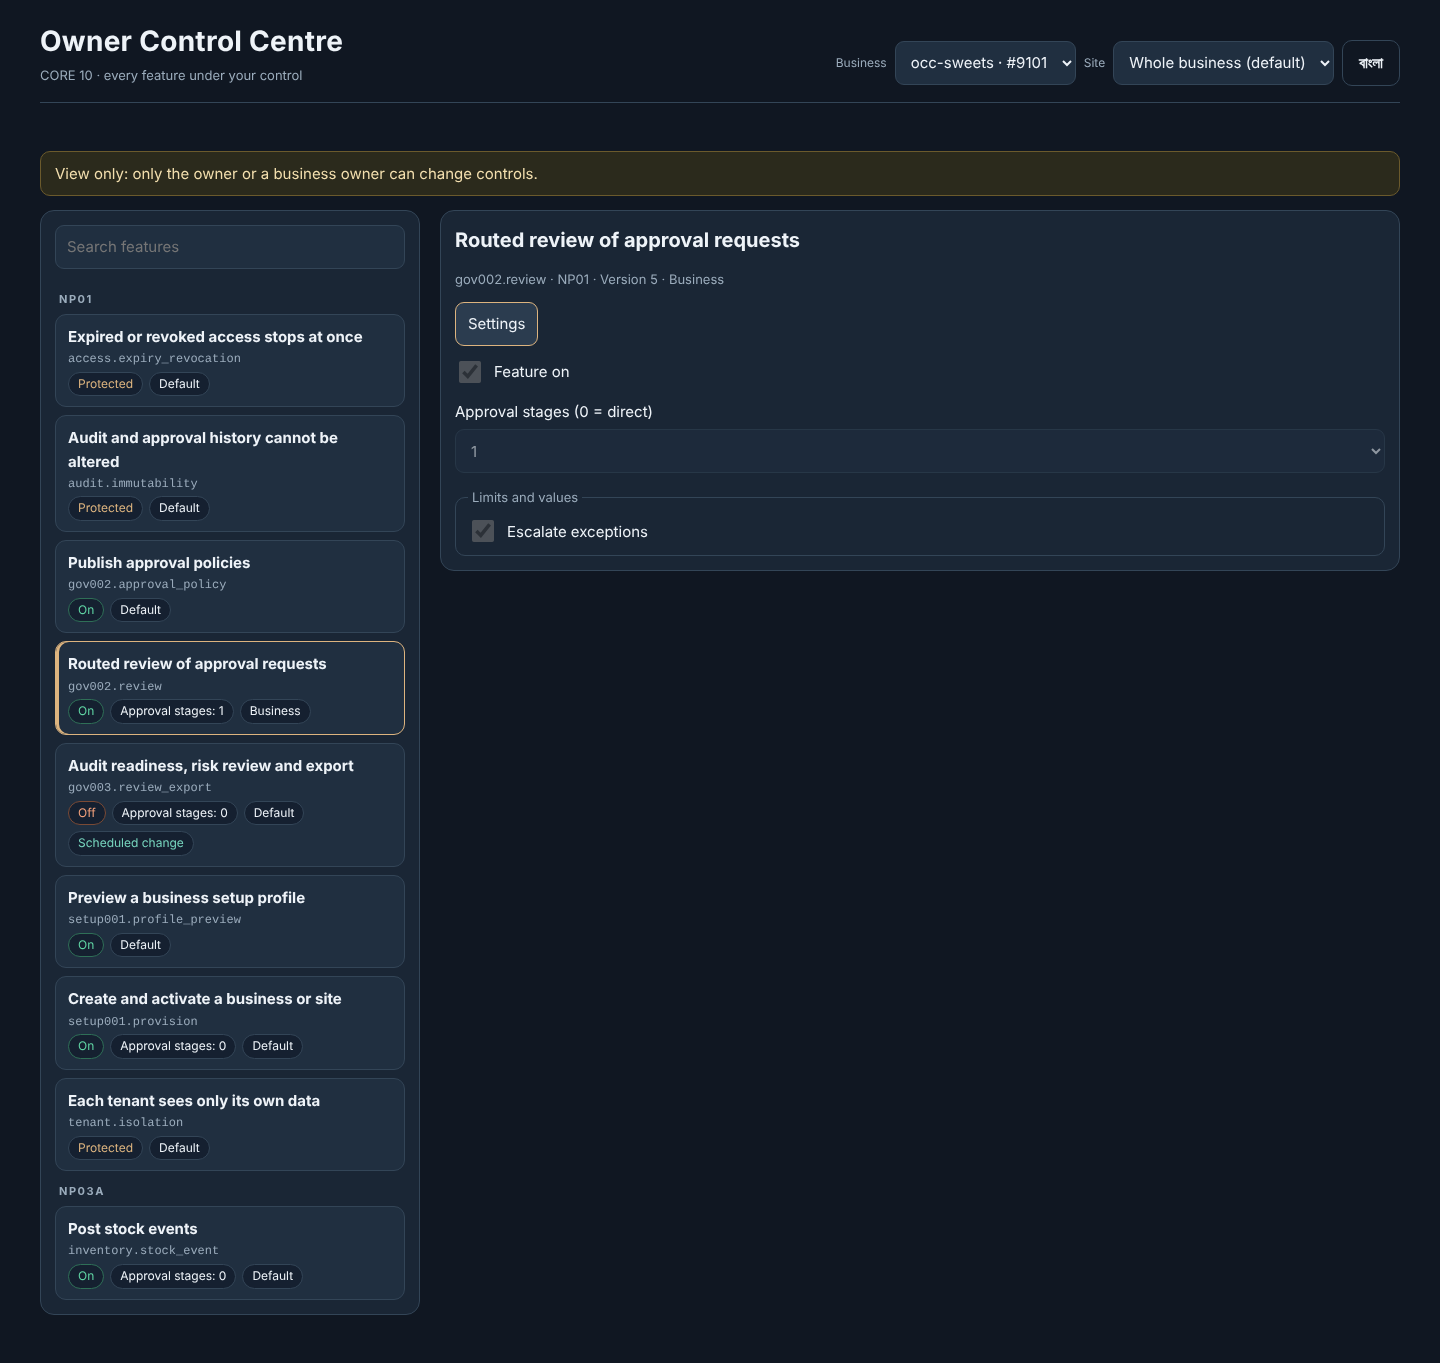 Owner Control Centre
CORE 10 · every feature under your control
Business
occ-sweets · #9101
Site
Whole business (default)
বাংলা
View only: only the owner or a business owner can change controls.
Search features
NP01
Expired or revoked access stops at once
access.expiry_revocation
Protected
Default
Audit and approval history cannot be
altered
audit.immutability
Protected
Default
Publish approval policies
gov002.approval_policy
On
Default
Routed review of approval requests
gov002.review
On
Approval stages: 1
Business
Audit readiness, risk review and export
gov003.review_export
Off
Approval stages: 0
Default
Scheduled change
Preview a business setup profile
setup001.profile_preview
On
Default
Create and activate a business or site
setup001.provision
On
Approval stages: 0
Default
Each tenant sees only its own data
tenant.isolation
Protected
Default
NP03A
Post stock events
inventory.stock_event
On
Approval stages: 0
Default
Routed review of approval requests
gov002.review · NP01 · Version 5 · Business
Settings
Feature on
Approval stages (0 = direct)
1
Limits and values
Escalate exceptions